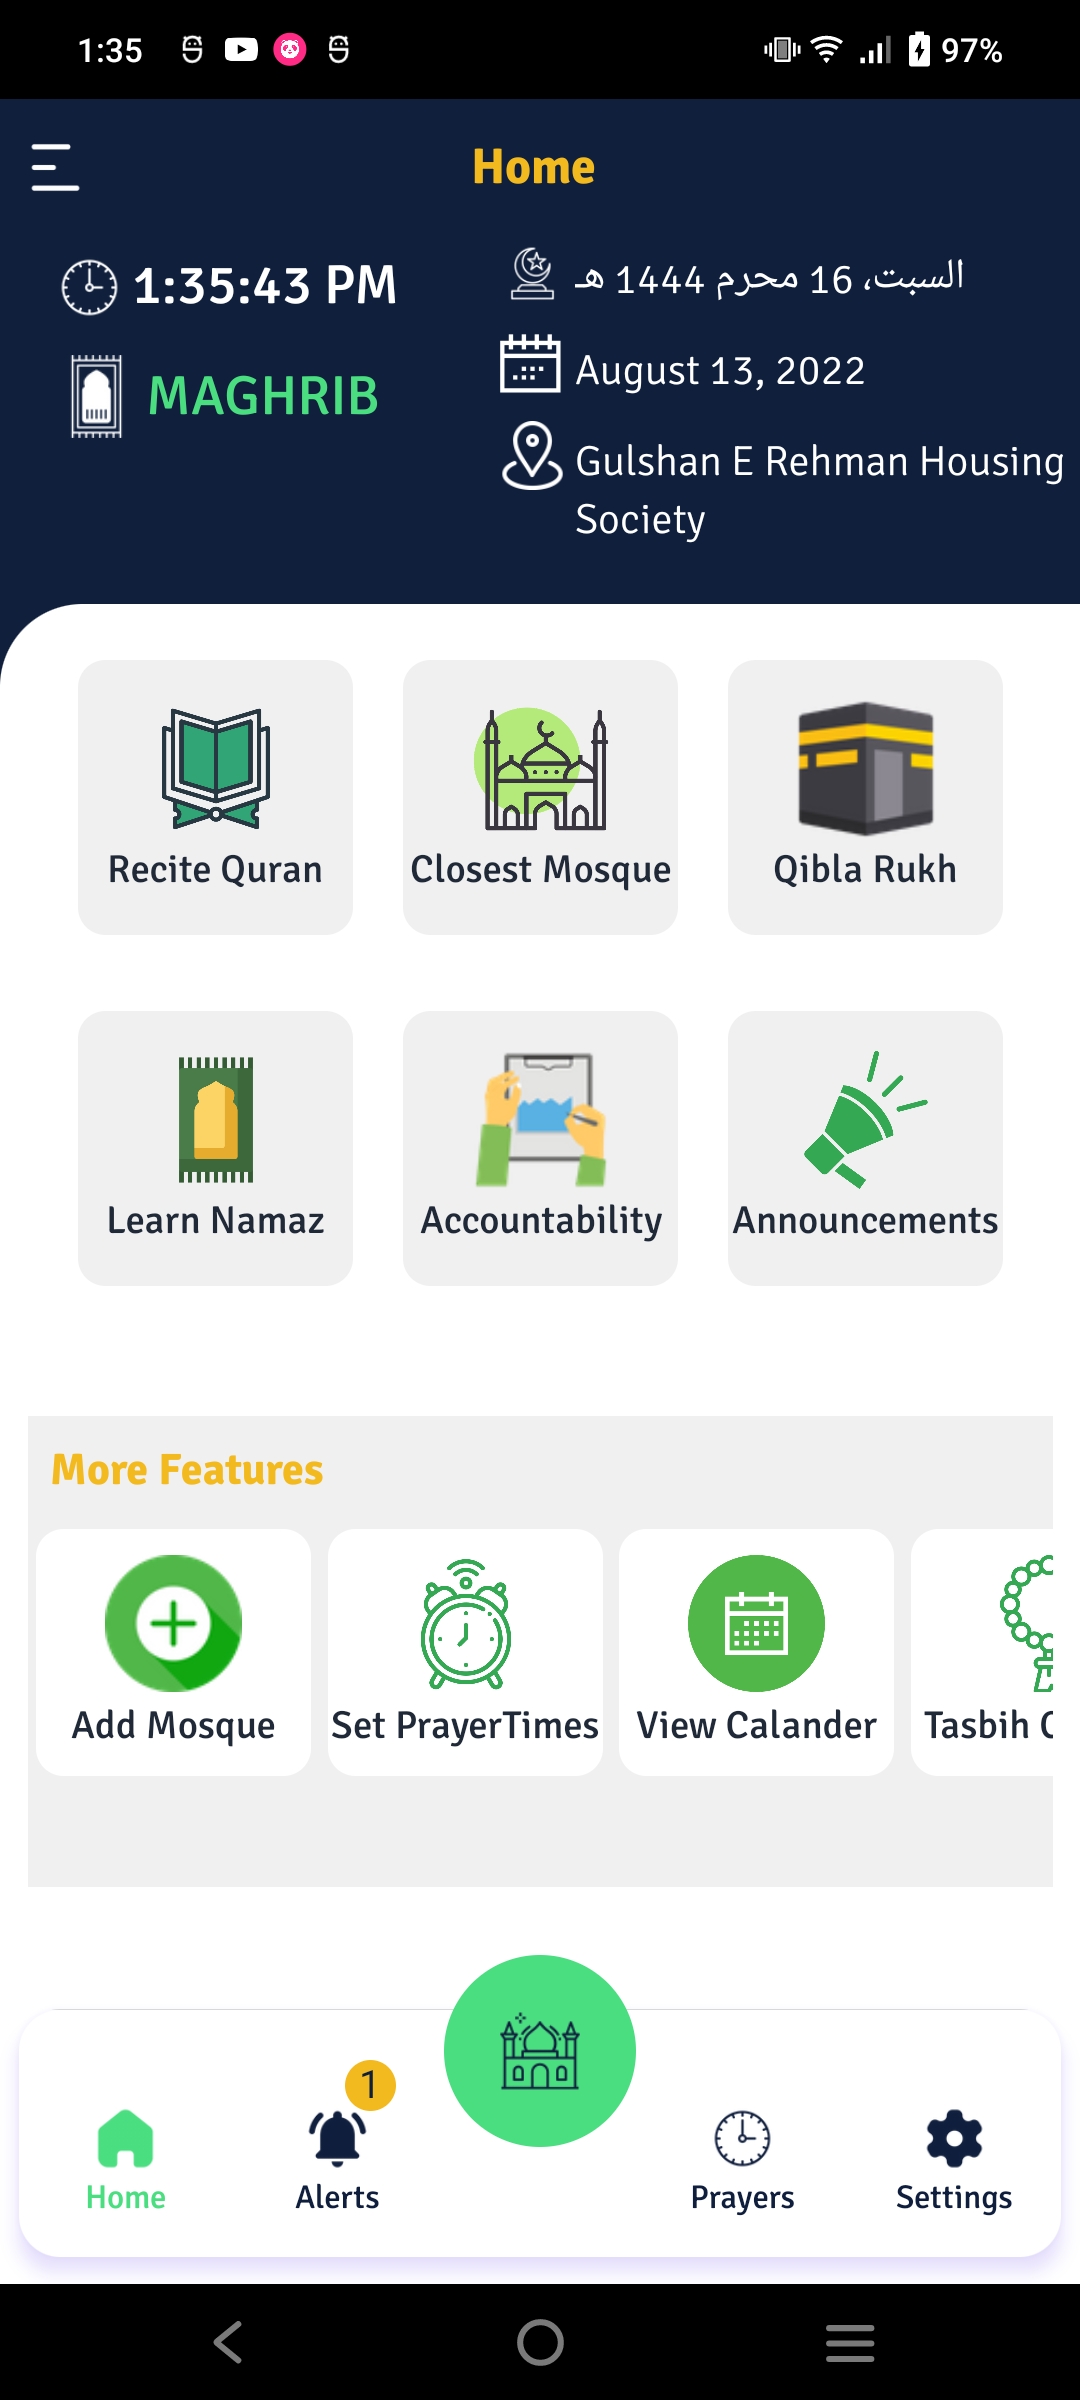 1:35
97%
Home
1:35:43 PM
السبت، 16 محرم 1444 هـ
MAGHRIB
August 13, 2022
Gulshan E Rehman Housing
Society
Recite Quran
Closest Mosque
Qibla Rukh
Learn Namaz
Accountability
Announcements
More Features
Add Mosque
Set PrayerTimes
View Calander
Tasbih
1
Home
Alerts
Prayers
Settings